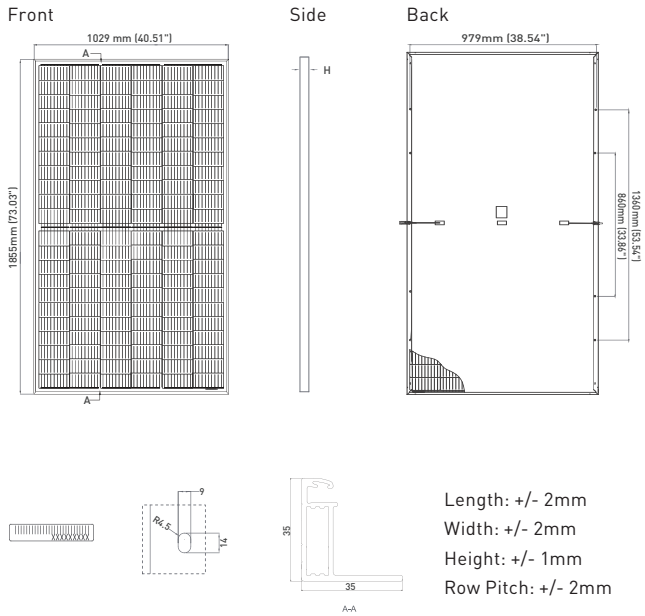 Front
Side
Back
1029 mm (40.51")
979mm (38.54")
A
H
1855mm (73.03")
1360mm (53.54")
860mm (33.86")
A
9
R4.5
14
35
35
A-A
Length: +/- 2mm
Width: +/- 2mm
Height: +/- 1mm
Row Pitch: +/- 2mm